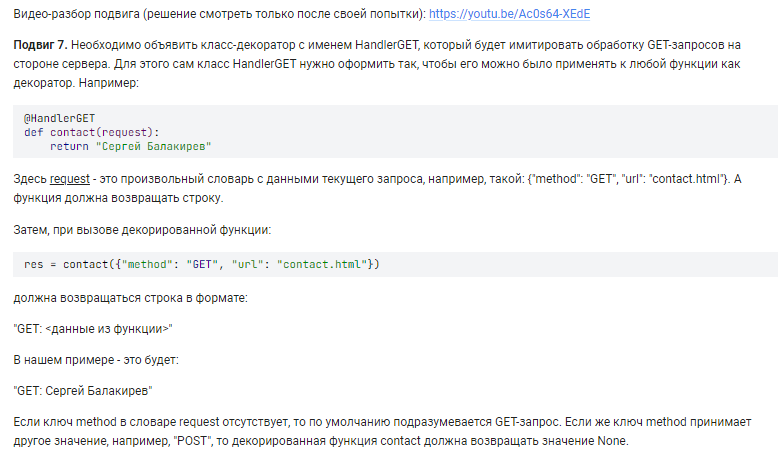 Видео-разбор подвига (решение смотреть только после своей попытки): https://youtu.be/Ac0s64-XEdE
Подвиг 7. Необходимо объявить класс-декоратор с именем HandlerGET, который будет имитировать обработку GET-запросов на
стороне сервера. Для этого сам класс HandlerGET нужно оформить так, чтобы его можно было применять к любой функции как
декоратор. Например:
@HandlerGET
def contact(request):
    return "Сергей Балакирев"
Здесь request - это произвольный словарь с данными текущего запроса, например, такой: {"method": "GET", "url": "contact.html"}. А
функция должна возвращать строку.
Затем, при вызове декорированной функции:
res = contact({"method": "GET", "url": "contact.html"})
должна возвращаться строка в формате:
"GET: <данные из функции>"
В нашем примере - это будет:
"GET: Сергей Балакирев"
Если ключ method в словаре request отсутствует, то по умолчанию подразумевается GET-запрос. Если же ключ method принимает
другое значение, например, "POST", то декорированная функция contact должна возвращать значение None.